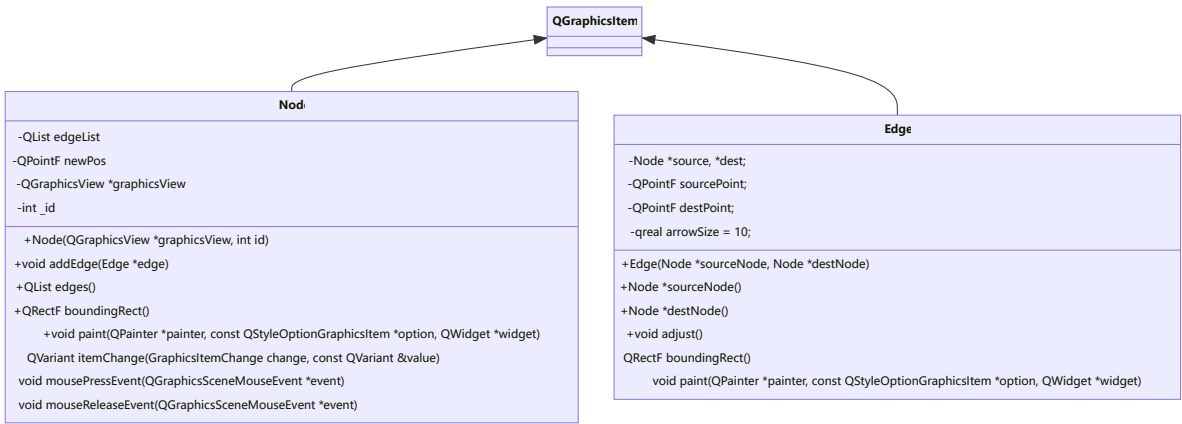 QGraphicsItem
Node
-QList edgeList
-QPointF newPos
-QGraphicsView *graphicsView
-int _id
+Node(QGraphicsView *graphicsView, int id)
+void addEdge(Edge *edge)
+QList edges()
+QRectF boundingRect()
+void paint(QPainter *painter, const QStyleOptionGraphicsItem *option, QWidget *widget)
QVariant itemChange(GraphicsItemChange change, const QVariant &value)
void mousePressEvent(QGraphicsSceneMouseEvent *event)
void mouseReleaseEvent(QGraphicsSceneMouseEvent *event)
Edge
-Node *source, *dest;
-QPointF sourcePoint;
-QPointF destPoint;
-qreal arrowSize = 10;
+Edge(Node *sourceNode, Node *destNode)
+Node *sourceNode()
+Node *destNode()
+void adjust()
QRectF boundingRect()
void paint(QPainter *painter, const QStyleOptionGraphicsItem *option, QWidget *widget)